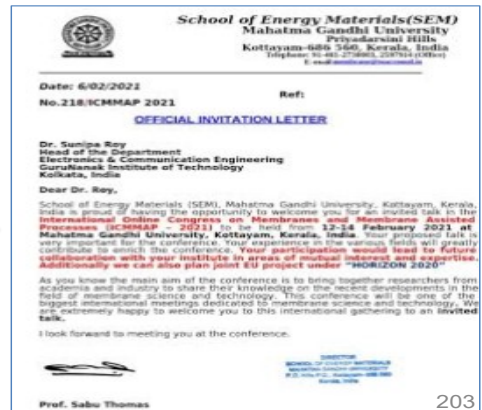 School of Energy Materials(SEM)
Mahatma Gandhi University
Priyadarsini Hills
Kottayam-686 560, Kerala, India
Date: 6/02/2021
Ref:
No.218/ICMMAP 2021
OFFICIAL INVITATION LETTER
Dr. Sunipa Roy
Head of the Department
Electronics & Communication Engineering
GuruNanak Institute of Technology
Kolkata, India
Dear Dr. Roy,
School of Energy Materials (SEM), Mahatma Gandhi University, Kottayam, Kerala,
India is proud of having the opportunity to welcome you for an invited talk in the
International Online Congress on Membranes and Membrane Assisted
Processes (ICMMAP – 2021) to be held from 12-14 February 2021 at
Mahatma Gandhi University, Kottayam, Kerala, India. Your proposed talk is
very important for the conference. Your experience in the various fields will greatly
contribute to enrich the conference. Your participation would lead to future
collaboration with your institute in areas of mutual interest and expertise.
Additionally we can also plan joint EU project under "HORIZON 2020"
As you know the main aim of the conference is to bring together researchers from
academia and industry to share their knowledge on the recent developments in the
field of membrane science and technology. This conference will be one of the
biggest international meetings dedicated to membrane science and technology. We
are extremely happy to welcome you to this international gathering to an invited
talk.
I look forward to meeting you at the conference.
DIRECTOR
SCHOOL OF ENERGY MATERIALS
MAHATMA GANDHI UNIVERSITY
Prof. Sabu Thomas
203